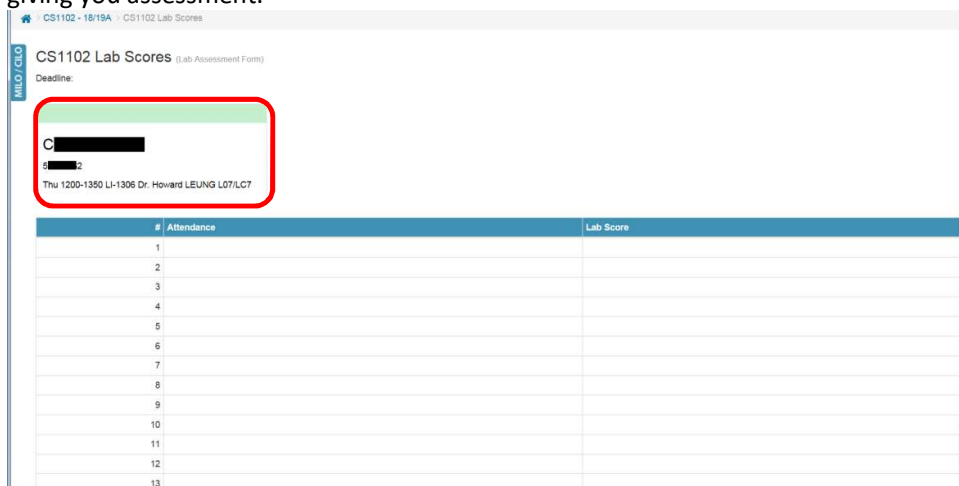 giving you assessment.
CS1102 - 18/19A > CS1102 Lab Scores
MILO / CILO
CS1102 Lab Scores (Lab Assessment Form)
Deadline:
C
5 2
Thu 1200-1350 LI-1306 Dr. Howard LEUNG L07/LC7
# Attendance Lab Score
1
2
3
4
5
6
7
8
9
10
11
12
13